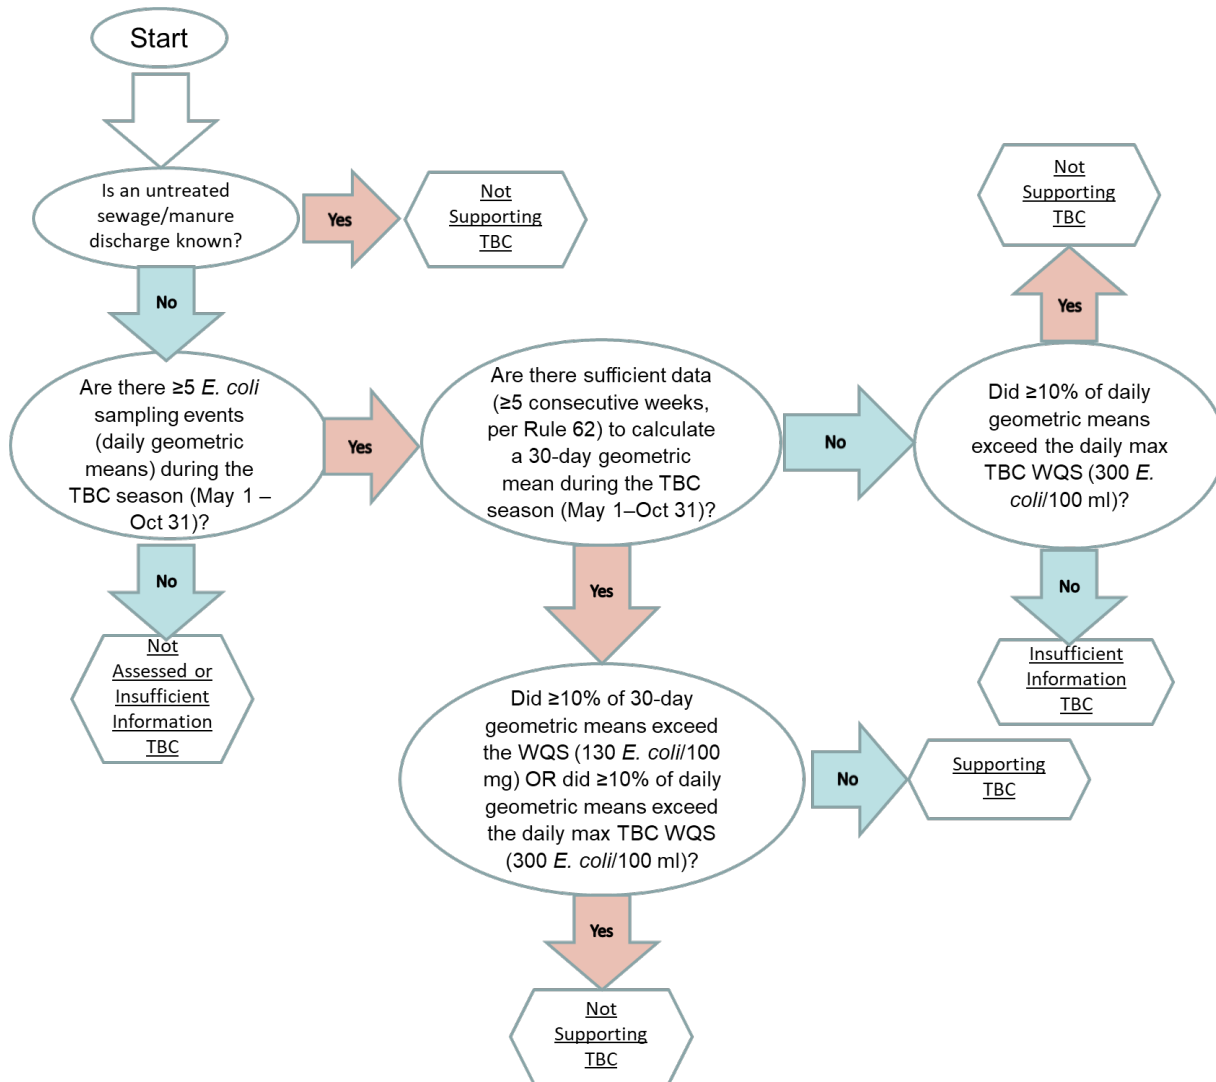 Start
Is an untreated
sewage/manure
discharge known?
Yes
Not
Supporting
TBC
No
Are there ≥5 E. coli
sampling events
(daily geometric
means) during the
TBC season (May 1 –
Oct 31)?
Yes
Are there sufficient data
(≥5 consecutive weeks,
per Rule 62) to calculate
a 30-day geometric
mean during the TBC
season (May 1–Oct 31)?
No
Did ≥10% of daily
geometric means
exceed the daily max
TBC WQS (300 E.
coli/100 ml)?
Yes
Not
Supporting
TBC
No
Insufficient
Information
TBC
No
Not
Assessed or
Insufficient
Information
TBC
Yes
Did ≥10% of 30-day
geometric means exceed
the WQS (130 E. coli/100
mg) OR did ≥10% of daily
geometric means exceed
the daily max TBC WQS
(300 E. coli/100 ml)?
No
Supporting
TBC
Yes
Not
Supporting
TBC